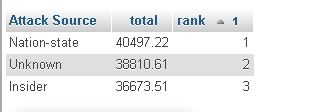 Attack Source total rank 1
Nation-state 40497.22 1
Unknown 38810.61 2
Insider 36673.51 3